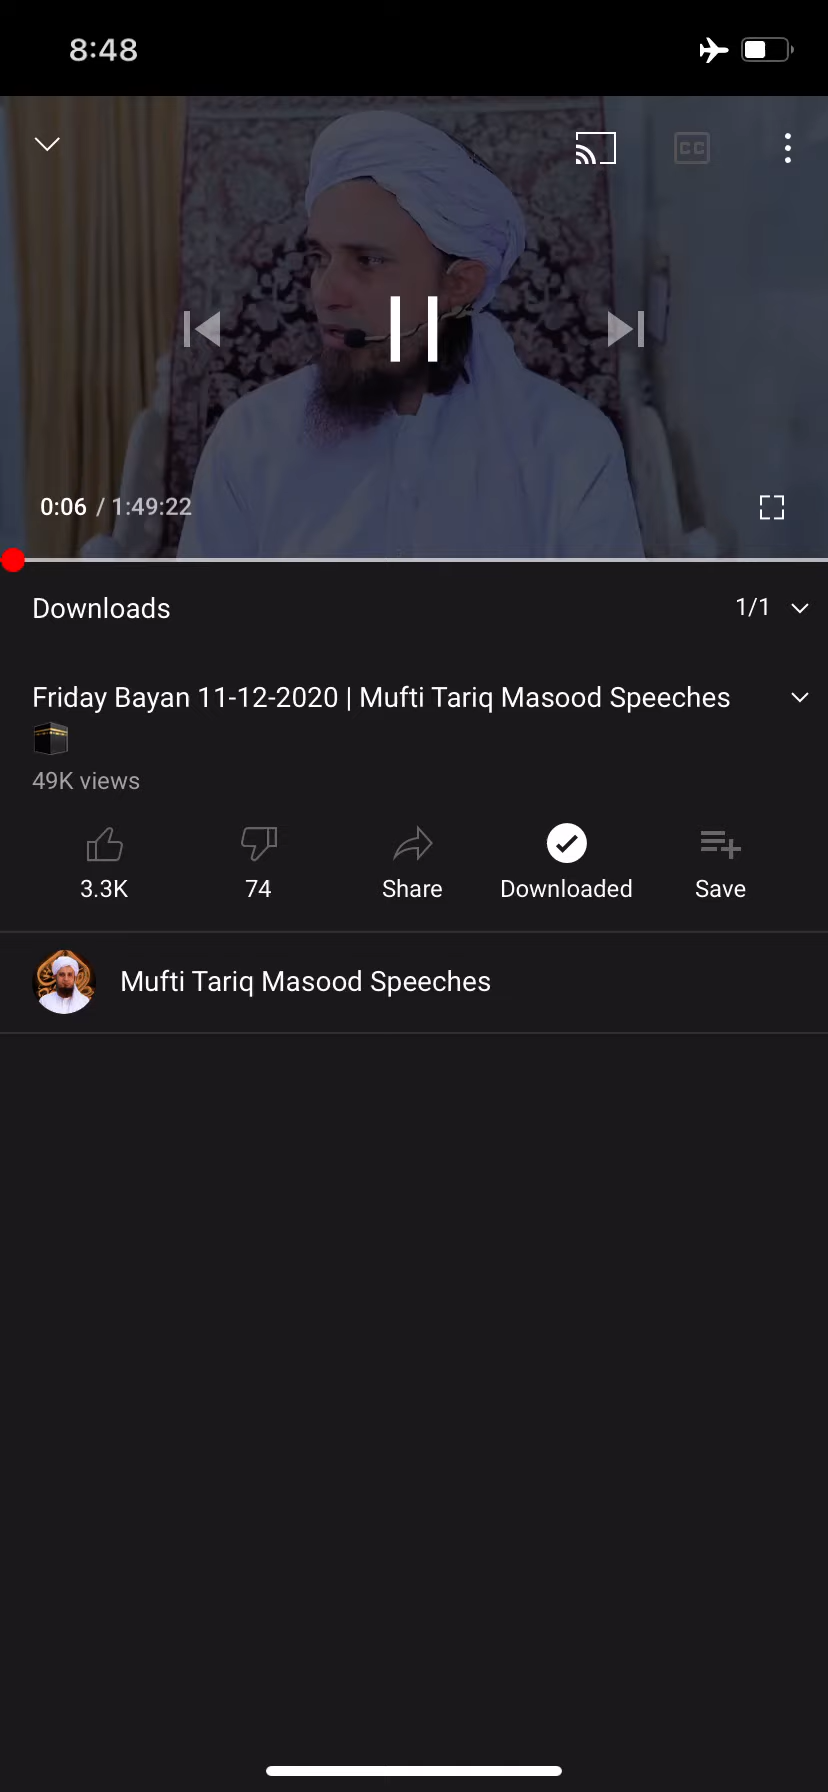 8:48
CC
0:06 / 1:49:22
Downloads
1/1
Friday Bayan 11-12-2020 | Mufti Tariq Masood Speeches
🕋
49K views
3.3K
74
Share
Downloaded
Save
Mufti Tariq Masood Speeches